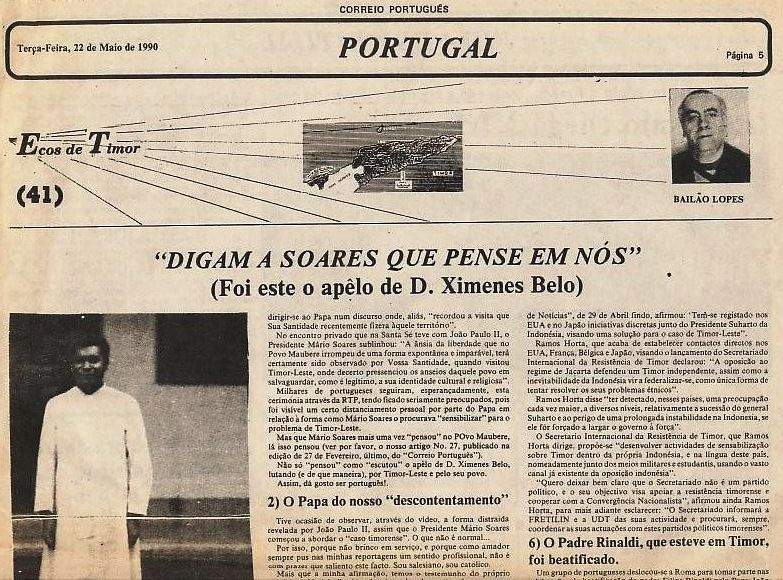 CORREIO PORTUGUÊS
Terça-Feira, 22 de Maio de 1990
PORTUGAL
Página 5
Ecos de Timor
(41)
TIMOR
BAILÃO LOPES
“DIGAM A SOARES QUE PENSE EM NÓS”
(Foi este o apêlo de D. Ximenes Belo)
dirigir-se ao Papa num discurso onde, aliás, “recordou a visita que
Sua Santidade recentemente fizera àquele território”.
No encontro privado que na Santa Sé teve com João Paulo II, o
Presidente Mário Soares sublinhou: “A ânsia da liberdade que no
Povo Maubere irrompeu de uma forma expontânea e imparável, terá
certamente sido observado por Vossa Santidade, quando visitou
Timor-Leste, onde decerto pressenciou os anseios daquele povo em
salvaguardar, como é legítimo, a sua identidade cultural e religiosa”.
Milhares de portugueses seguiram, esperançadamente, esta
cerimonia através da RTP, tendo ficado seriamente preocupados, pois
foi visível um certo distanciamento pessoal por parte do Papa em
relação à forma como Mário Soares procurava “sensibilizar” para o
problema de Timor-Leste.
Mas que Mário Soares mais uma vez “pensou” no POvo Maubere,
lá isso pensou (ver por favor, o nosso artigo No. 27, publicado na
edição de 27 de Fevereiro, último, do “Correio Português”).
Não só “pensou” como “escutou” o apêlo de D. Ximenes Belo,
lutando (e de que maneira), por Timor-Leste e pelo seu povo.
Assim, dá gosto ser português!.
2) O Papa do nosso “descontentamento”
Tive ocasião de observar, através do vídeo, a forma distraida
revelada por João Paulo II, assim que o Presidente Mário Soares
começou a abordar o “caso timorense”. O que não é normal...
Por isso, porque não brinco em serviço, e porque como amador
sempre pus nas minhas reportagens um sentido profissional, não é
com prazer que saliento este facto. Sou salesiano, sou católico.
Mais que a minha afirmação, temos o testemunho do próprio
de Notícias”, de 29 de Abril findo, afirmou: ‘Tem-se registado nos
EUA e no Japão iniciativas discretas junto do Presidente Suharto da
Indonésia, visando uma solução para o caso de Timor-Leste”.
Ramos Horta, que acaba de estabelecer contactos directos nos
EUA, França, Bélgica e Japão, visando o lançamento do Secretariado
Internacional da Resistência de Timor declarou: “A oposição ao
regime de Jacarta defendeu um Timor independente, assim como a
inevitabilidade da Indonésia vir a federalizar-se, como única forma de
tentar resolver os seus problemas étnicos”.
Ramos Horta disse “ter detectado, nesses países, uma preocupação
cada vez maior, a diversos níveis, relativamente a sucessão do general
Suharto e ao perigo de uma prolongada instabilidade na Indonesia, se
ele fôr forçado a largar o governo à força”.
O Secretariado Internacional da Resistência de Timor, que Ramos
Horta. dirige, propõe-se “desenvolver actividades de sensabilização
sobre Timor dentro da própria Indonésia, e na língua deste país,
nomeadamente junto dos meios militares e estudantis, usando o vasto
canal já existente da oposição indonésia”.
“Quero deixar bem claro que o Secretariado não é um partido
político, e o seu objectivo visa apoiar a resistência timorense e
cooperar com a Convergência Nacionalista”, afirmou ainda Ramos
Horta, para mais adiante esclarecer: “O Secretariado informará a
FRETILIN e a UDT das suas actividade e procurará, sempre,
coordenar as suas actuações com estes partidos politicos timorenses”.
6) O Padre Rinaldi, que esteve em Timor,
foi beatificado.
Um grupo de portugueses deslocou-se a Roma para tomar parte nas